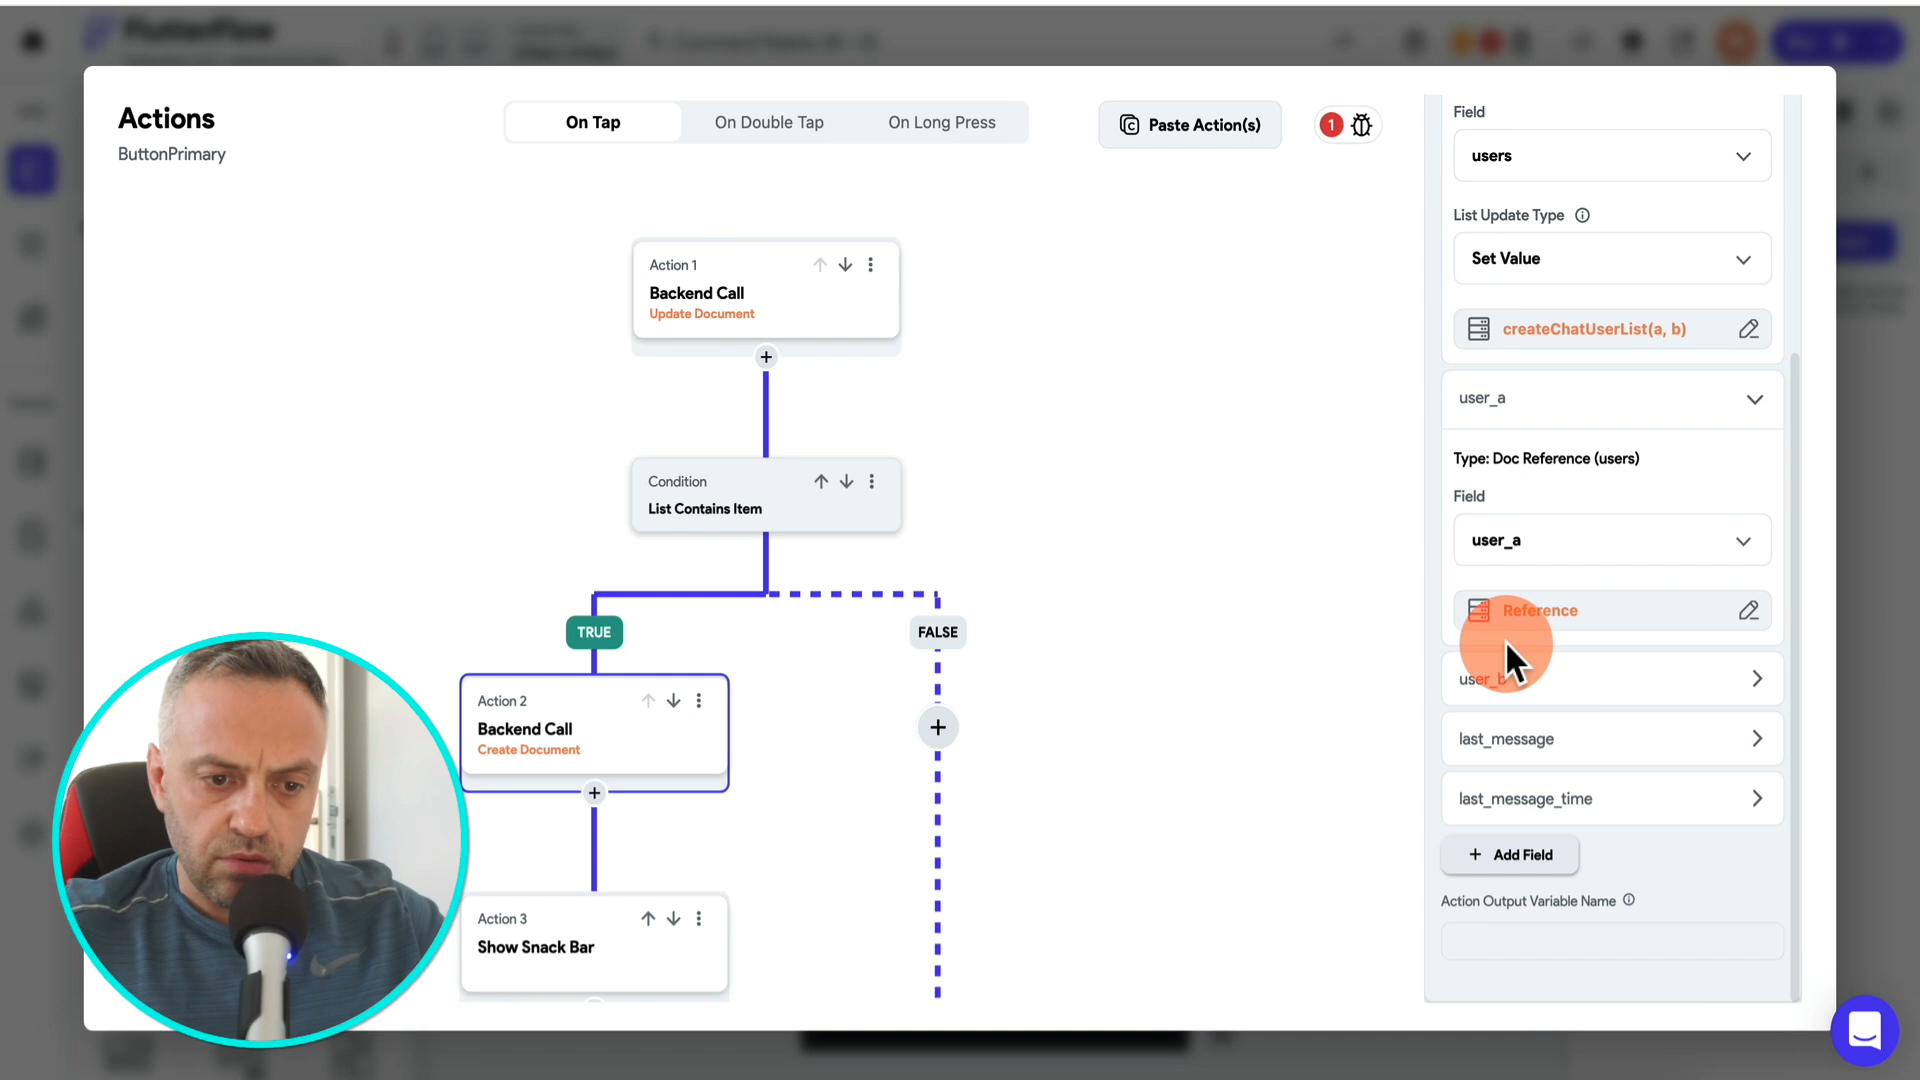 FlutterFlow
Actions
ButtonPrimary
On Tap
On Double Tap
On Long Press
Paste Action(s)
1
Action 1
Backend Call
Update Document
Condition
List Contains Item
TRUE
FALSE
Action 2
Backend Call
Create Document
Action 3
Show Snack Bar
Field
users
List Update Type
Set Value
createChatUserList(a, b)
user_a
Type: Doc Reference (users)
Field
user_a
Reference
user_b
last_message
last_message_time
+ Add Field
Action Output Variable Name